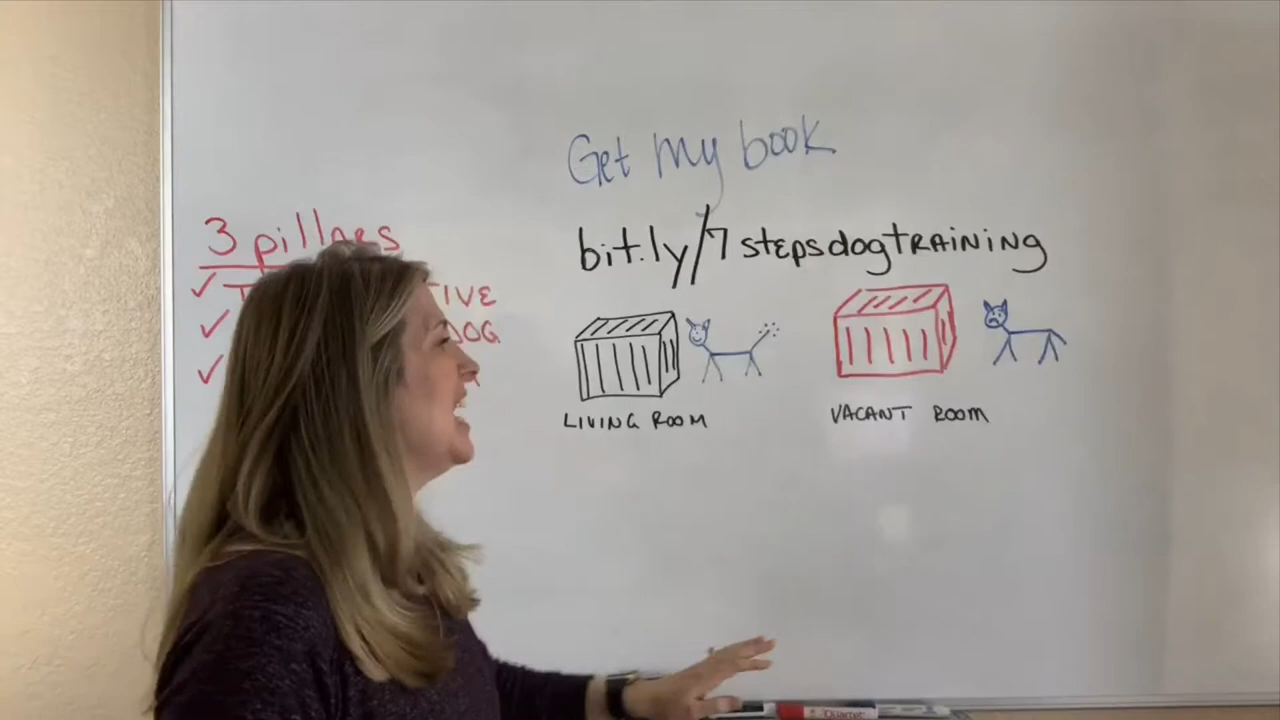 Get my book
bit.ly/7stepsdogTRAINING
3 pillars
TIVE
DOG
LIVING ROOM
VACANT ROOM